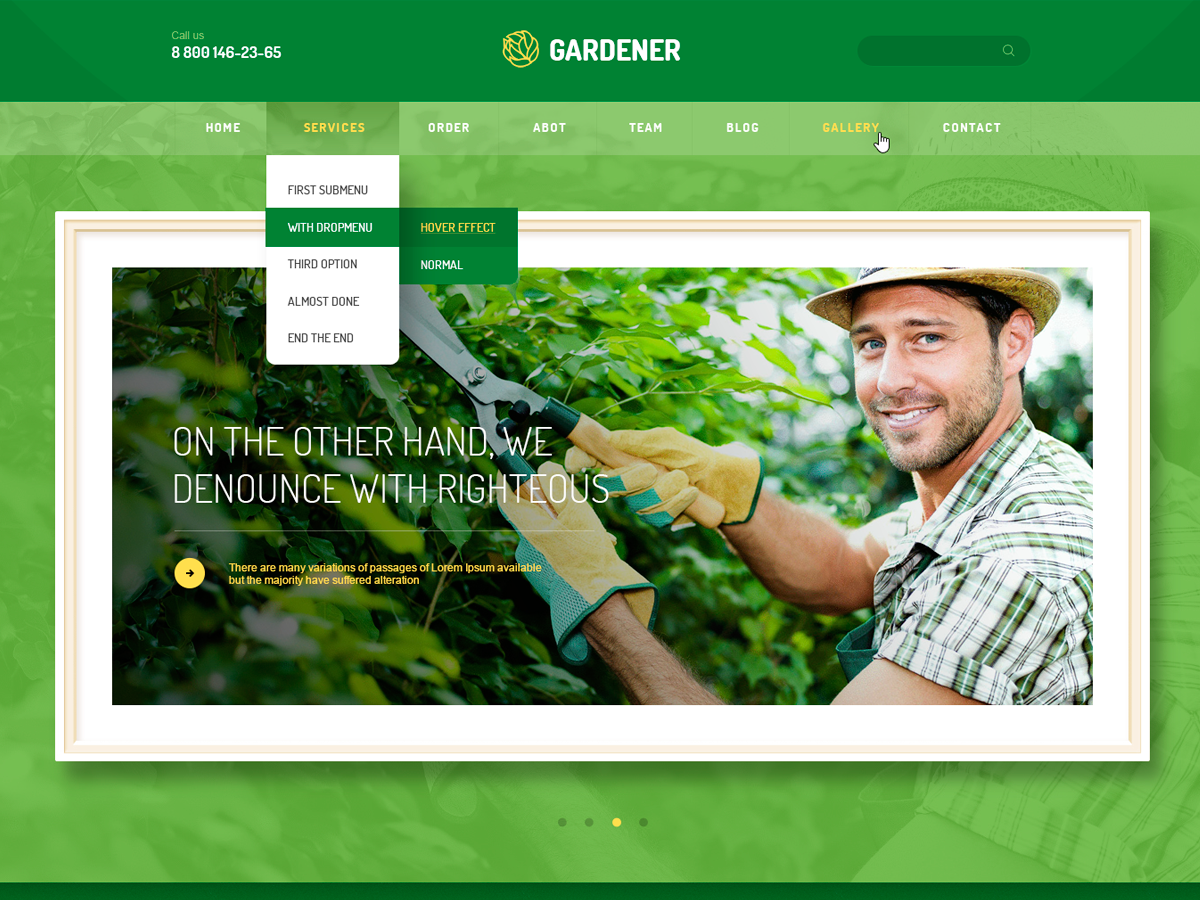 Call us
8 800 146-23-65
GARDENER
HOME
SERVICES
ORDER
ABOT
TEAM
BLOG
GALLERY
CONTACT
FIRST SUBMENU
WITH DROPMENU
HOVER EFFECT
THIRD OPTION
NORMAL
ALMOST DONE
END THE END
ON THE OTHER HAND, WE
DENOUNCE WITH RIGHTEOUS
There are many variations of passages of Lorem Ipsum available
but the majority have suffered alteration